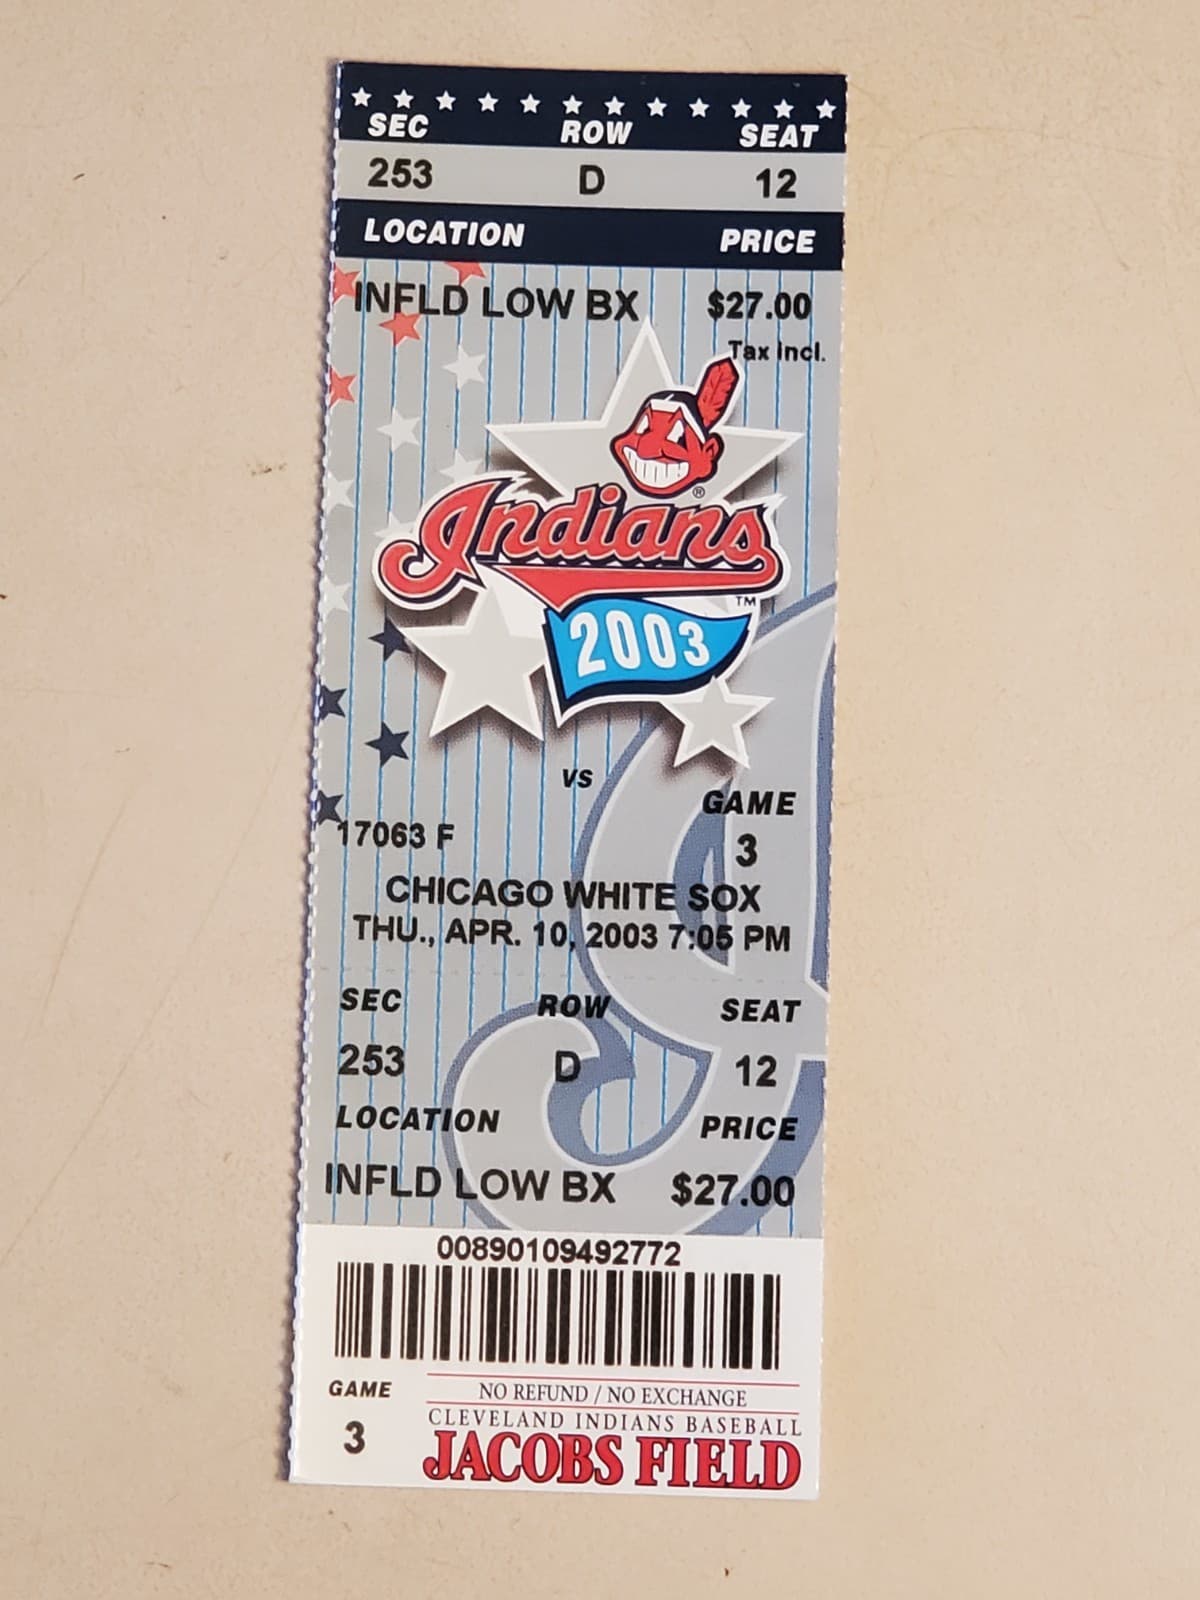 SEC ROW SEAT
253 D 12
LOCATION PRICE
INFLD LOW BX $27.00
Tax incl.
®
Indians
TM
2003
VS
GAME
17063 F
3
CHICAGO WHITE SOX
THU., APR. 10, 2003 7:05 PM
SEC ROW SEAT
253 D 12
LOCATION PRICE
INFLD LOW BX $27.00
00890109492772
GAME
3
NO REFUND / NO EXCHANGE
CLEVELAND INDIANS BASEBALL
JACOBS FIELD